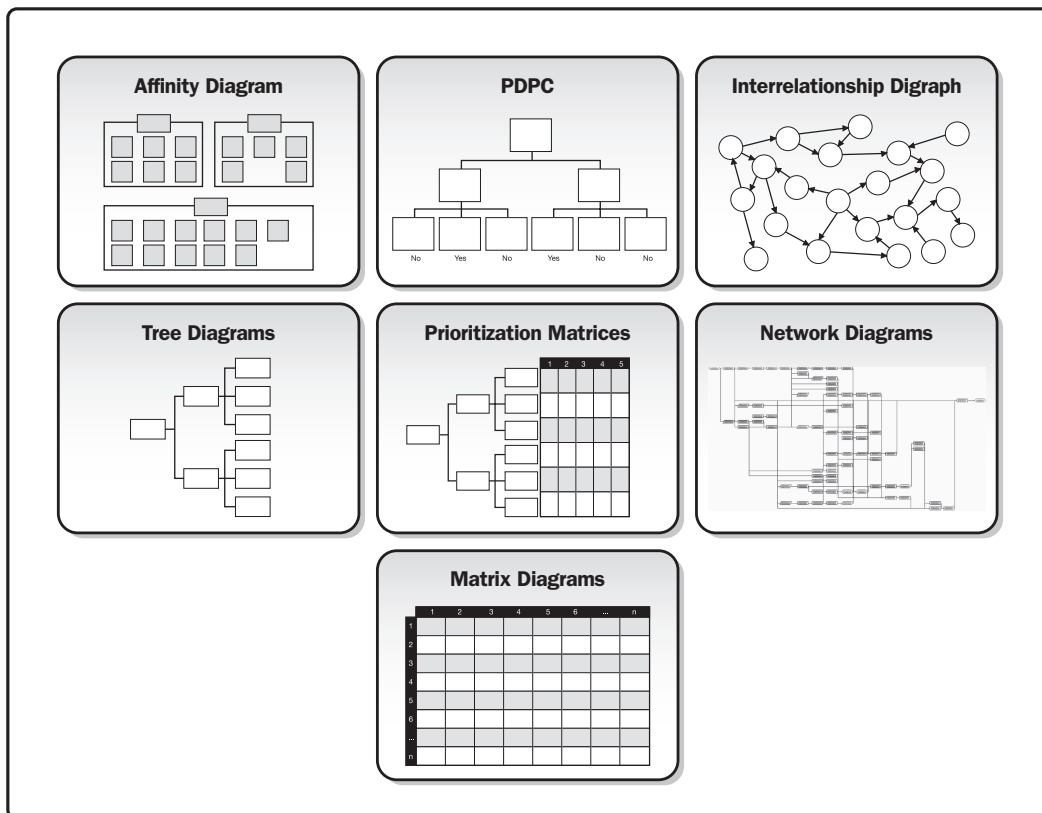 Affinity Diagram
PDPC
No Yes No Yes No No
Interrelationship Digraph
Tree Diagrams
Prioritization Matrices
1 2 3 4 5
Network Diagrams
Matrix Diagrams
1 2 3 4 5 6 ... n
1
2
3
4
5
6
...
n